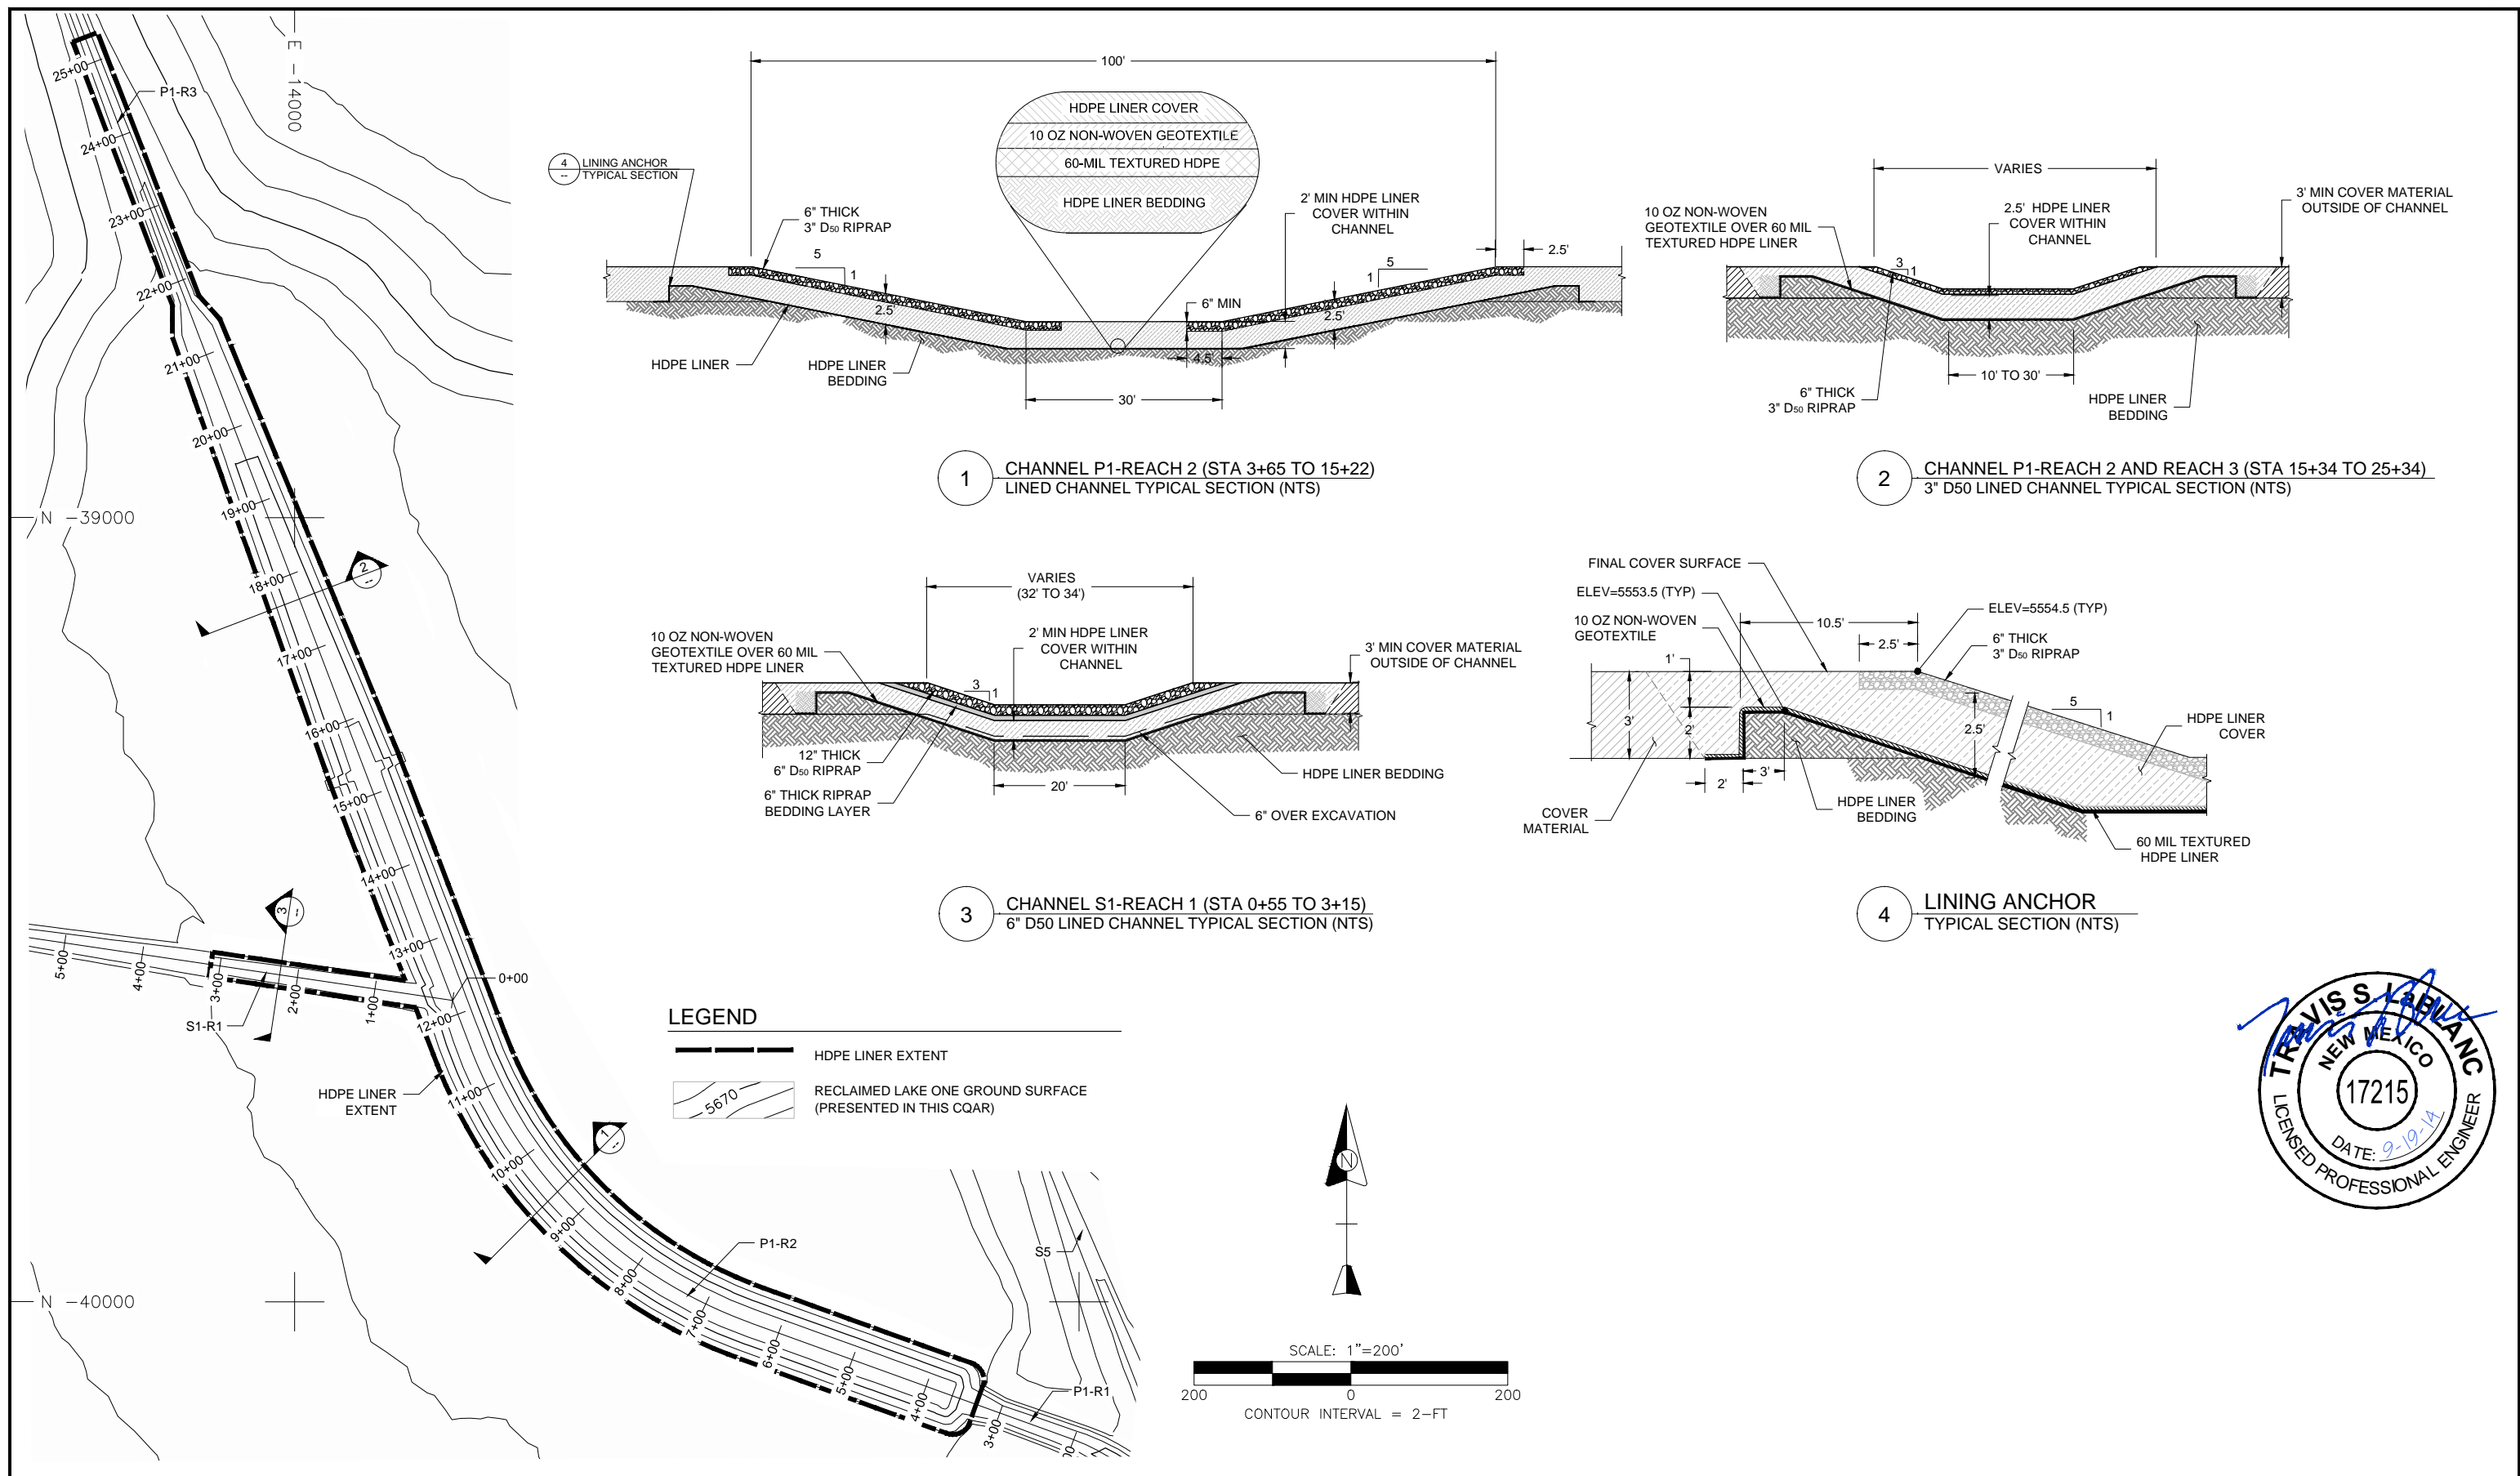 E -14000
25+00
P1-R3
24+00
23+00
22+00
21+00
20+00
19+00
N -39000
2
--
18+00
17+00
16+00
15+00
14+00
3
--
13+00
0+00
5+00
4+00
3+00
2+00
1+00
S1-R1
12+00
HDPE LINER
EXTENT
11+00
1
--
10+00
9+00
P1-R2
8+00
7+00
6+00
5+00
4+00
3+00
S5
P1-R1
00
N -40000
100'
HDPE LINER COVER
10 OZ NON-WOVEN GEOTEXTILE
60-MIL TEXTURED HDPE
HDPE LINER BEDDING
4
--
LINING ANCHOR
TYPICAL SECTION
6" THICK
3" D50 RIPRAP
5
1
2' MIN HDPE LINER
COVER WITHIN
CHANNEL
5
1
2.5'
6" MIN
2.5'
2.5'
4.5'
HDPE LINER
HDPE LINER
BEDDING
30'
1
CHANNEL P1-REACH 2 (STA 3+65 TO 15+22)
LINED CHANNEL TYPICAL SECTION (NTS)
VARIES
10 OZ NON-WOVEN
GEOTEXTILE OVER 60 MIL
TEXTURED HDPE LINER
2.5' HDPE LINER
COVER WITHIN
CHANNEL
3' MIN COVER MATERIAL
OUTSIDE OF CHANNEL
3
1
10' TO 30'
6" THICK
3" D50 RIPRAP
HDPE LINER
BEDDING
2
CHANNEL P1-REACH 2 AND REACH 3 (STA 15+34 TO 25+34)
3" D50 LINED CHANNEL TYPICAL SECTION (NTS)
VARIES
(32' TO 34')
10 OZ NON-WOVEN
GEOTEXTILE OVER 60 MIL
TEXTURED HDPE LINER
2' MIN HDPE LINER
COVER WITHIN
CHANNEL
3' MIN COVER MATERIAL
OUTSIDE OF CHANNEL
3
1
12" THICK
6" D50 RIPRAP
6" THICK RIPRAP
BEDDING LAYER
20'
HDPE LINER BEDDING
6" OVER EXCAVATION
3
CHANNEL S1-REACH 1 (STA 0+55 TO 3+15)
6" D50 LINED CHANNEL TYPICAL SECTION (NTS)
FINAL COVER SURFACE
ELEV=5553.5 (TYP)
10 OZ NON-WOVEN
GEOTEXTILE
10.5'
2.5'
ELEV=5554.5 (TYP)
6" THICK
3" D50 RIPRAP
1'
3'
2'
2.5'
5
1
HDPE LINER
COVER
2'
3'
COVER
MATERIAL
HDPE LINER
BEDDING
60 MIL TEXTURED
HDPE LINER
4
LINING ANCHOR
TYPICAL SECTION (NTS)
LEGEND
HDPE LINER EXTENT
5670
RECLAIMED LAKE ONE GROUND SURFACE
(PRESENTED IN THIS CQAR)
N
SCALE: 1"=200'
200
0
200
CONTOUR INTERVAL = 2-FT
TRAVIS S. LaBLANC
NEW MEXICO
17215
DATE: 9-19-14
LICENSED PROFESSIONAL ENGINEER